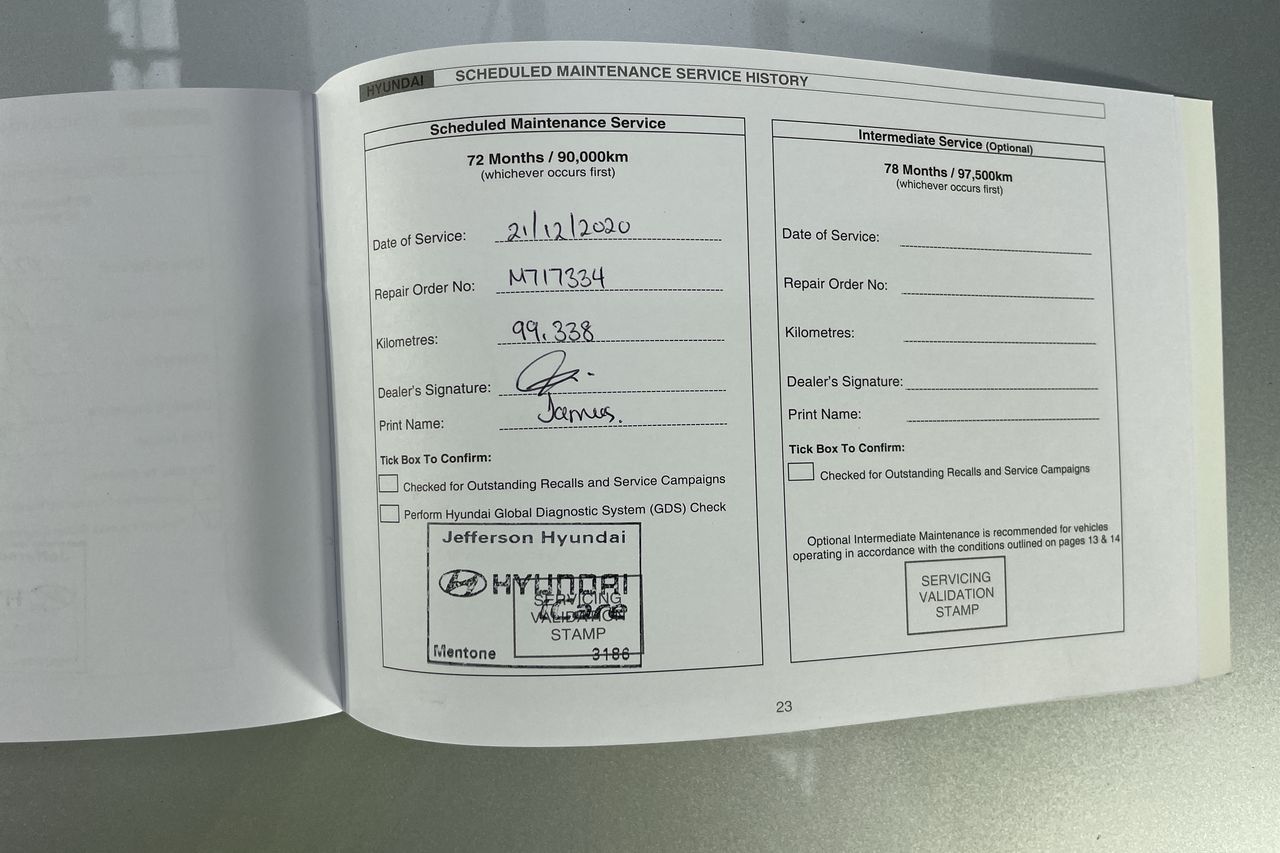 HYUNDAI SCHEDULED MAINTENANCE SERVICE HISTORY
Scheduled Maintenance Service
72 Months / 90,000km
(whichever occurs first)
Date of Service: 21/12/2020
Repair Order No: M717334
Kilometres: 99.338
Dealer's Signature:
Print Name: James.
Tick Box To Confirm:
Checked for Outstanding Recalls and Service Campaigns
Perform Hyundai Global Diagnostic System (GDS) Check
Jefferson Hyundai
HYUNDAI
iCare
SERVICING
VALIDATION
STAMP
Mentone 3186
Intermediate Service (Optional)
78 Months / 97,500km
(whichever occurs first)
Date of Service:
Repair Order No:
Kilometres:
Dealer's Signature:
Print Name:
Tick Box To Confirm:
Checked for Outstanding Recalls and Service Campaigns
Optional Intermediate Maintenance is recommended for vehicles
operating in accordance with the conditions outlined on pages 13 & 14
SERVICING
VALIDATION
STAMP
23